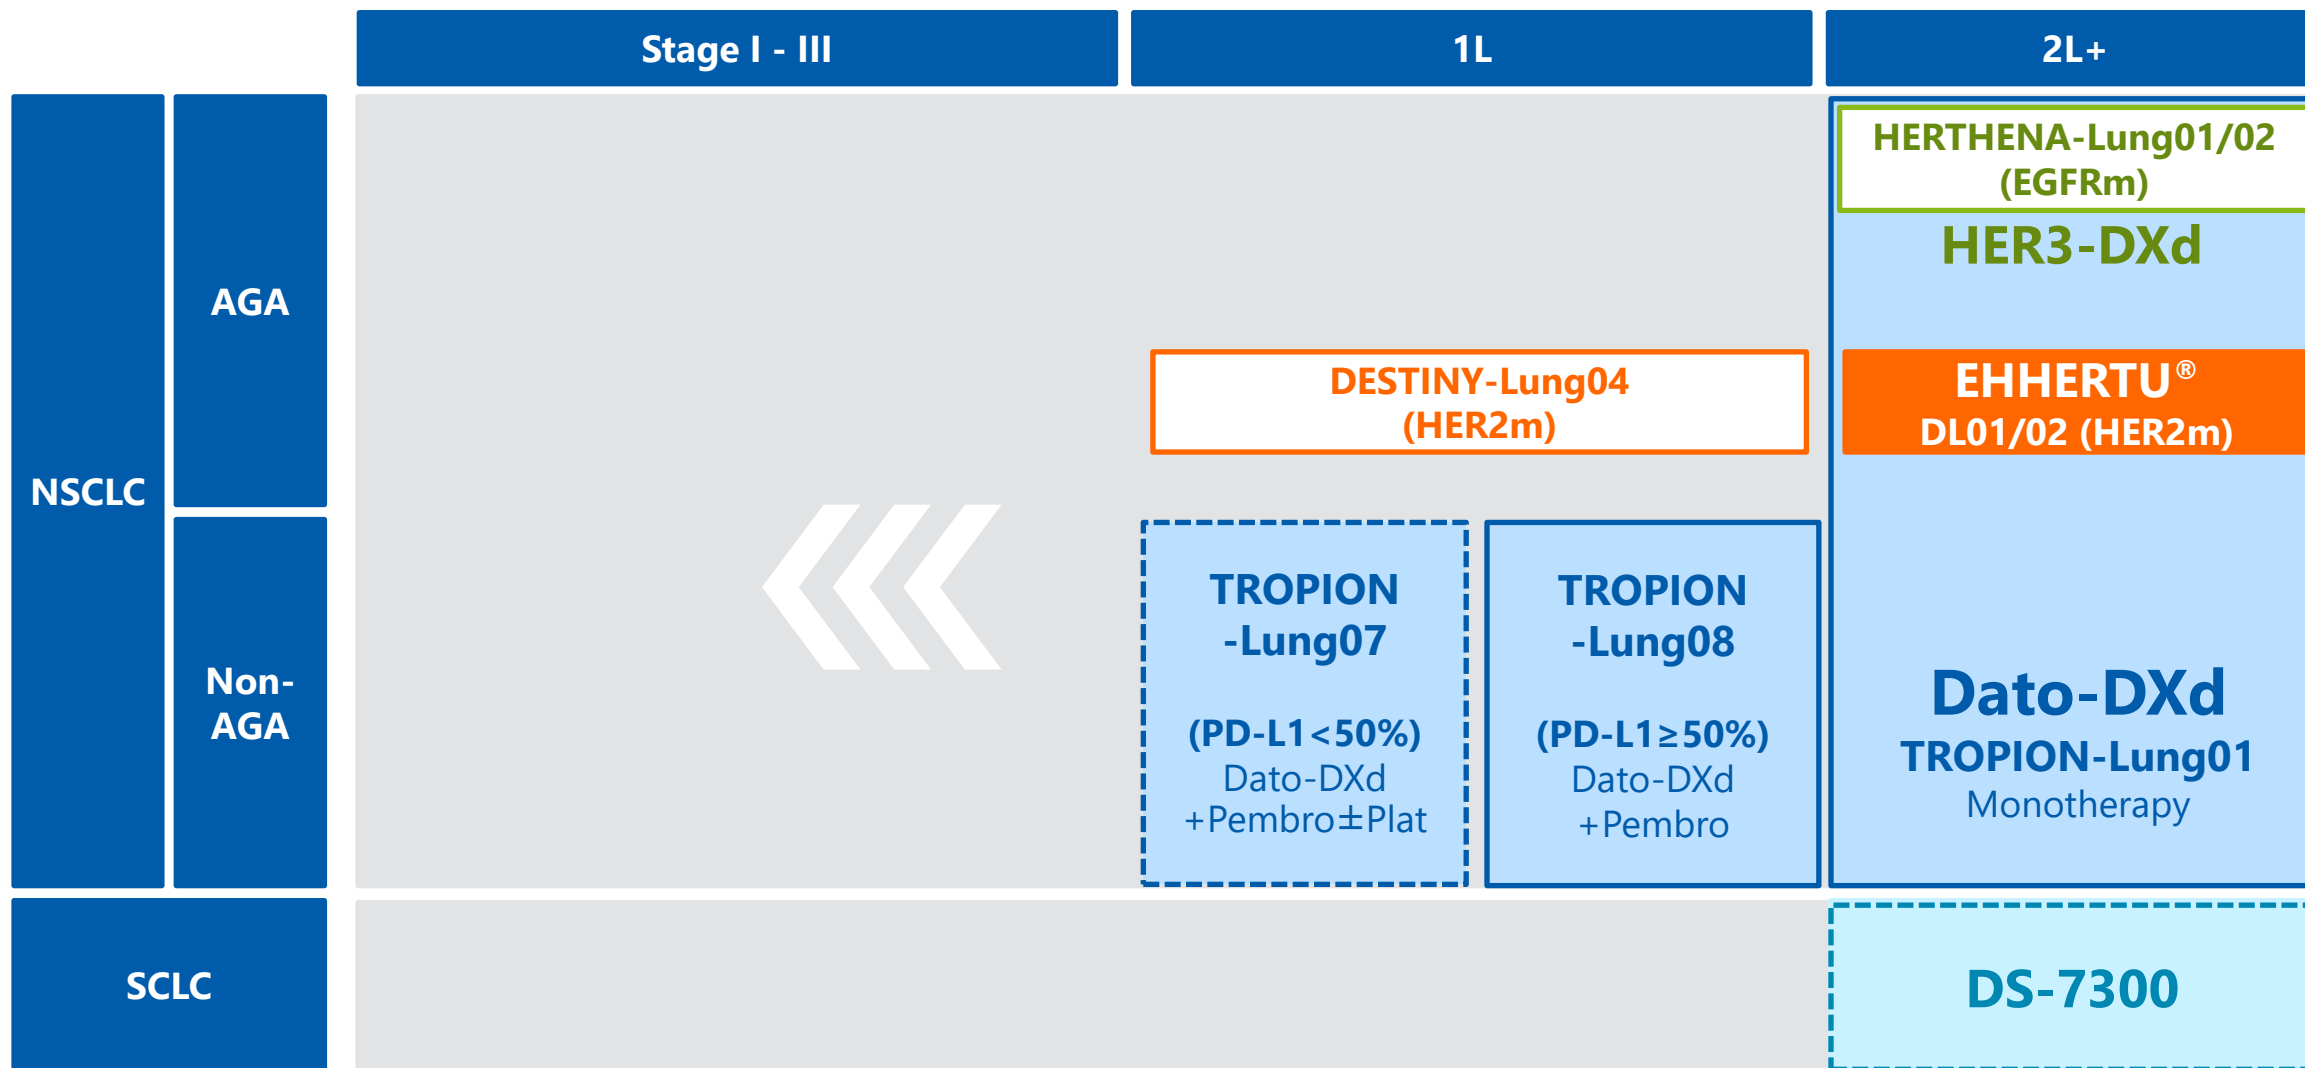 Stage I - III
1L
2L+
NSCLC
AGA
HERTHENA-Lung01/02
(EGFRm)
HER3-DXd
DESTINY-Lung04
(HER2m)
EHHERTU®
DL01/02 (HER2m)
Non-
AGA
TROPION
-Lung07
(PD-L1<50%)
Dato-DXd
+Pembro±Plat
TROPION
-Lung08
(PD-L1≥50%)
Dato-DXd
+Pembro
Dato-DXd
TROPION-Lung01
Monotherapy
SCLC
DS-7300